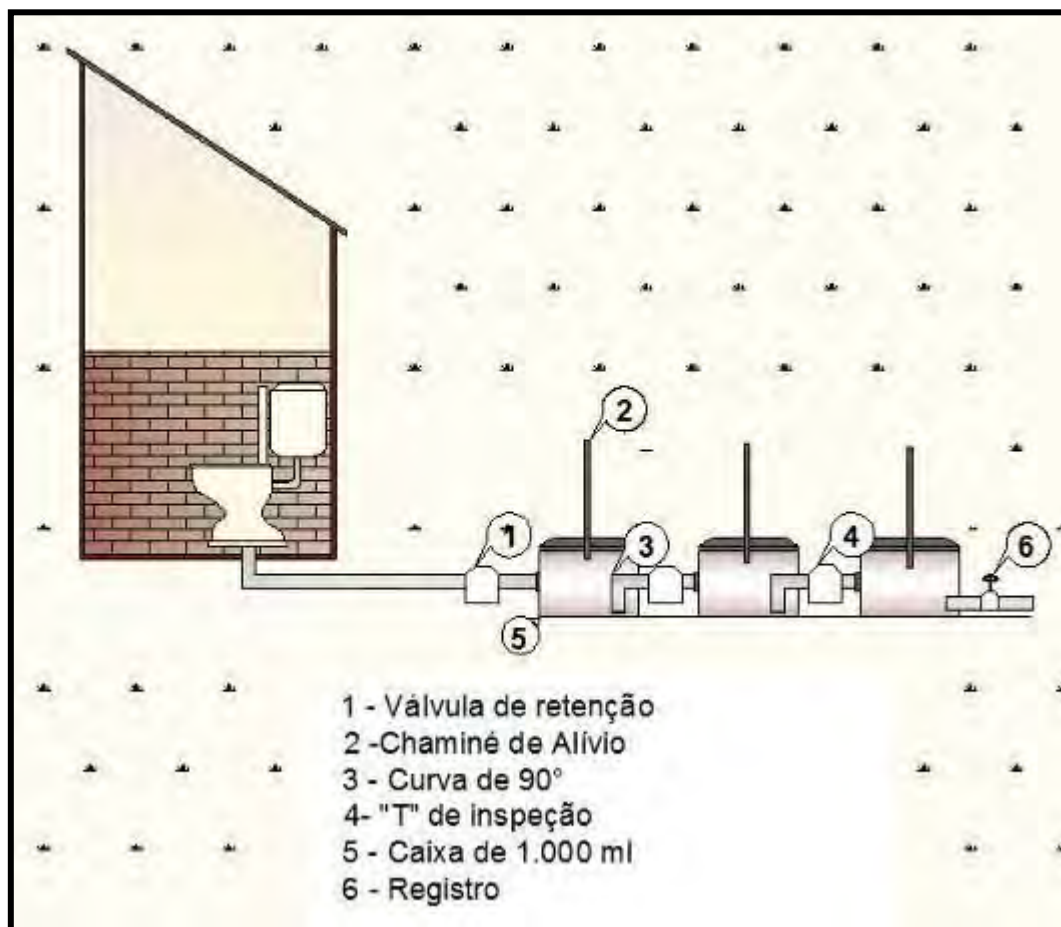 2
1
3
4
6
5
1 - Válvula de retenção
2 -Chaminé de Alívio
3 - Curva de 90°
4- "T" de inspeção
5 - Caixa de 1.000 ml
6 - Registro